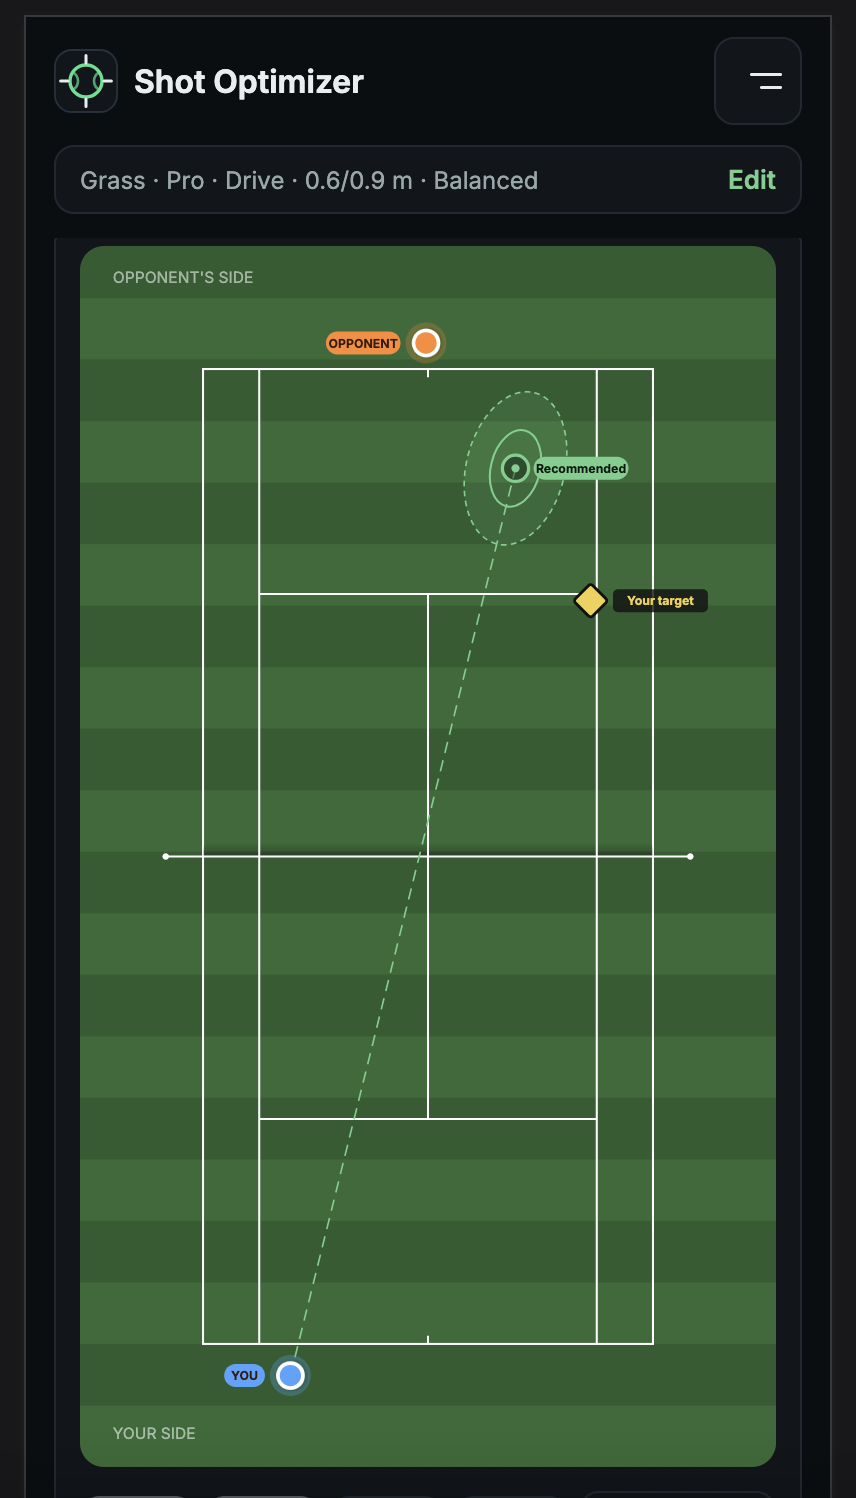 Shot Optimizer
Grass · Pro · Drive · 0.6/0.9 m · Balanced Edit
OPPONENT'S SIDE
OPPONENT
Recommended
Your target
YOU
YOUR SIDE